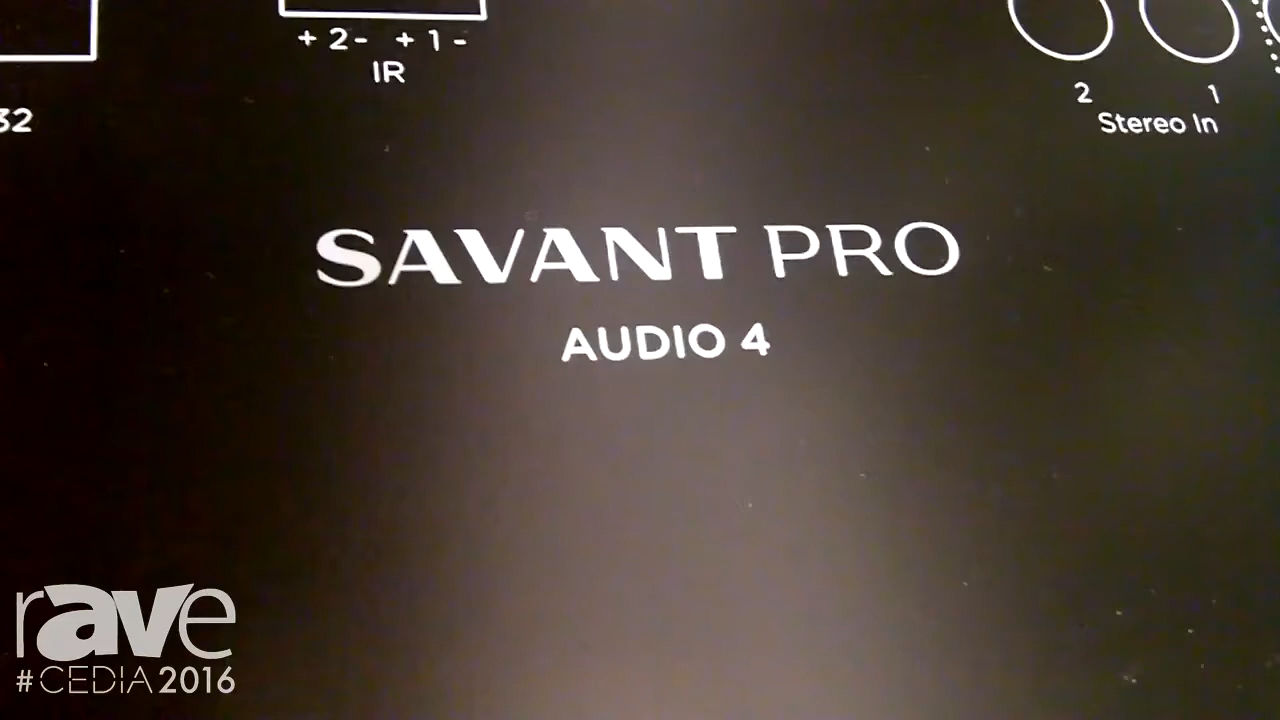 + 2 - + 1 -
IR
32
2 1
Stereo In
SAVANT PRO
AUDIO 4
rave
#CEDIA2016